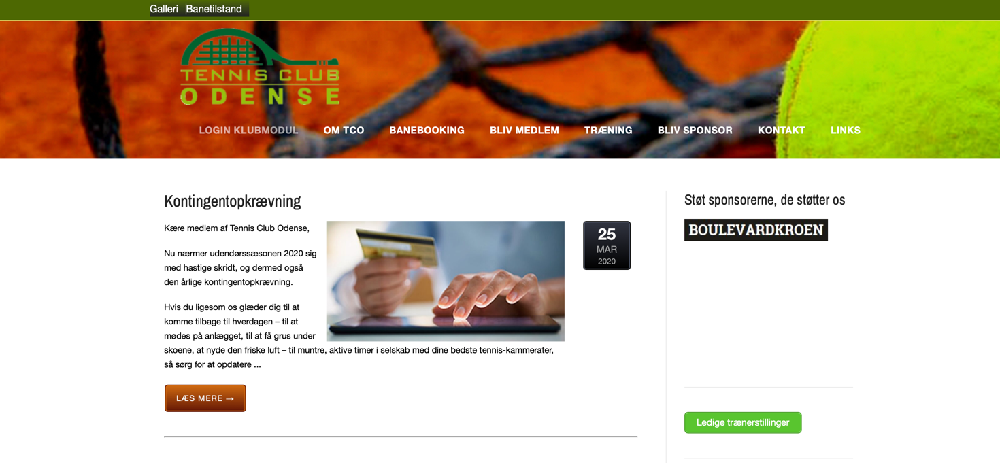 Galleri Banetilstand
TENNIS CLUB
ODENSE
LOGIN KLUBMODUL OM TCO BANEBOOKING BLIV MEDLEM TRÆNING BLIV SPONSOR KONTAKT LINKS
Kontingentopkrævning
Kære medlem af Tennis Club Odense,
Nu nærmer udendørssæsonen 2020 sig
med hastige skridt, og dermed også
den årlige kontingentopkrævning.
Hvis du ligesom os glæder dig til at
komme tilbage til hverdagen – til at
mødes på anlægget, til at få grus under
skoene, at nyde den friske luft – til muntre, aktive timer i selskab med dine bedste tennis-kammerater,
så sørg for at opdatere ...
25
MAR
2020
LÆS MERE →
Støt sponsorerne, de støtter os
BOULEVARDKROEN
Ledige trænerstillinger